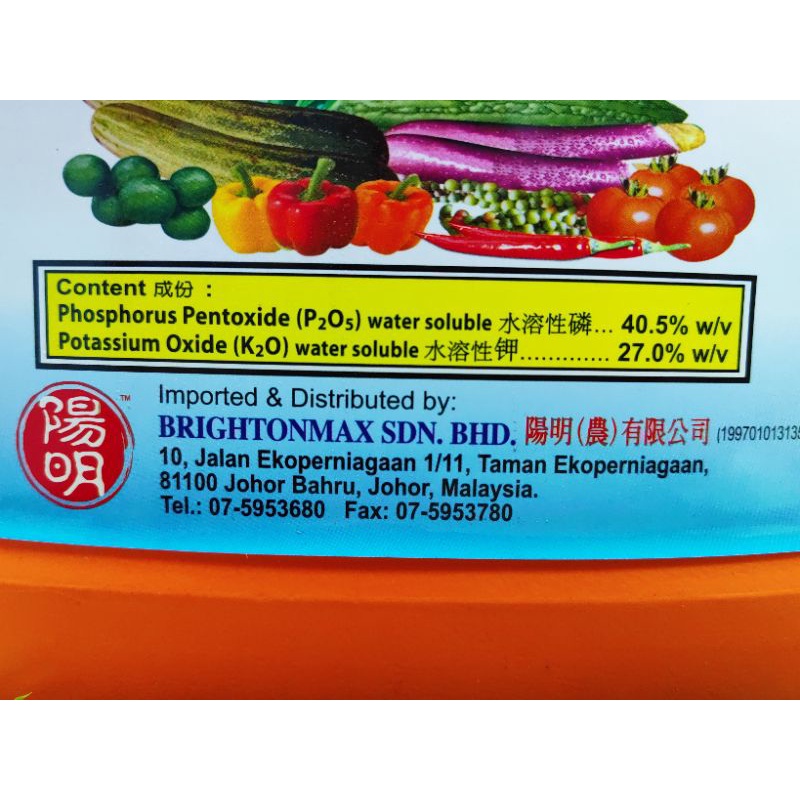 Content 成份 :
Phosphorus Pentoxide (P₂O₅) water soluble 水溶性磷... 40.5% w/v
Potassium Oxide (K₂O) water soluble 水溶性钾............. 27.0% w/v
陽明 ™
Imported & Distributed by:
BRIGHTONMAX SDN. BHD. 陽明(農)有限公司 (199701013135
10, Jalan Ekoperniagaan 1/11, Taman Ekoperniagaan,
81100 Johor Bahru, Johor, Malaysia.
Tel.: 07-5953680 Fax: 07-5953780